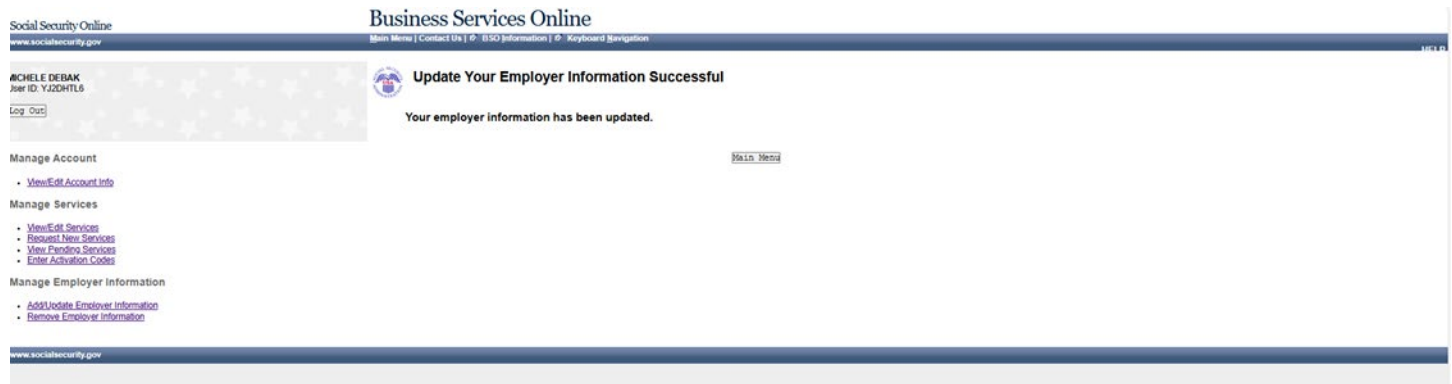 Social Security Online
Business Services Online
www.socialsecurity.gov
Main Menu | Contact Us | BSO Information | Keyboard Navigation
HELP
MICHELE DEBAK
User ID: YJ2DHTL6
Log Out
Update Your Employer Information Successful
Your employer information has been updated.
Main Menu
Manage Account
View/Edit Account Info
Manage Services
View/Edit Services
Request New Services
View Pending Services
Enter Activation Codes
Manage Employer Information
Add/Update Employer Information
Remove Employer Information
www.socialsecurity.gov